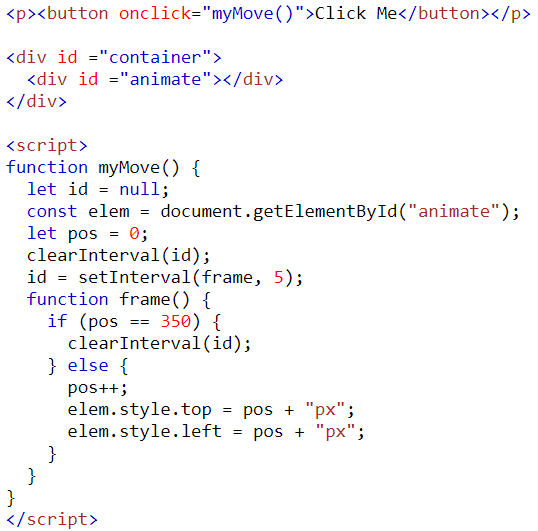 <p><button onclick="myMove()">Click Me</button></p>
<div id ="container">
  <div id ="animate"></div>
</div>
<script>
function myMove() {
  let id = null;
  const elem = document.getElementById("animate");
  let pos = 0;
  clearInterval(id);
  id = setInterval(frame, 5);
  function frame() {
    if (pos == 350) {
      clearInterval(id);
    } else {
      pos++;
      elem.style.top = pos + "px";
      elem.style.left = pos + "px";
    }
  }
}
</script>